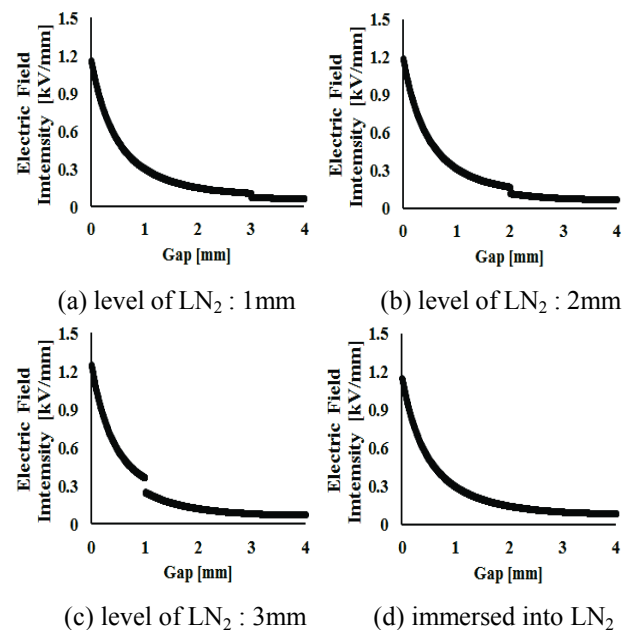 1.5
1.2
0.9
0.6
0.3
0
Electric Field
Imtemsity [kV/mm]
0 1 2 3 4
Gap [mm]
(a) level of LN₂ : 1mm
1.5
1.2
0.9
0.6
0.3
0
Electric Field
Imtemsity [kV/mm]
0 1 2 3 4
Gap [mm]
(b) level of LN₂ : 2mm
1.5
1.2
0.9
0.6
0.3
0
Electric Field
Imtemsity [kV/mm]
0 1 2 3 4
Gap [mm]
(c) level of LN₂ : 3mm
1.5
1.2
0.9
0.6
0.3
0
Electric Field
Imtemsity [kV/mm]
0 1 2 3 4
Gap [mm]
(d) immersed into LN₂